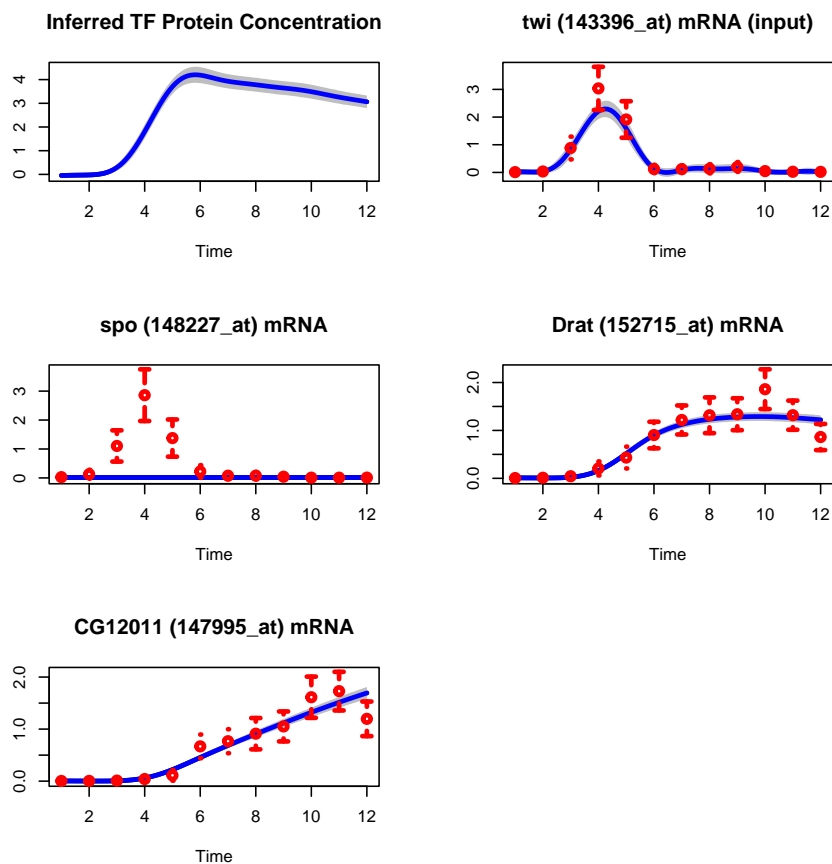 Inferred TF Protein Concentration
4
3
2
1
0
2 4 6 8 10 12
Time
twi (143396_at) mRNA (input)
3
2
1
0
2 4 6 8 10 12
Time
spo (148227_at) mRNA
3
2
1
0
2 4 6 8 10 12
Time
Drat (152715_at) mRNA
2.0
1.0
0.0
2 4 6 8 10 12
Time
CG12011 (147995_at) mRNA
2.0
1.0
0.0
2 4 6 8 10 12
Time